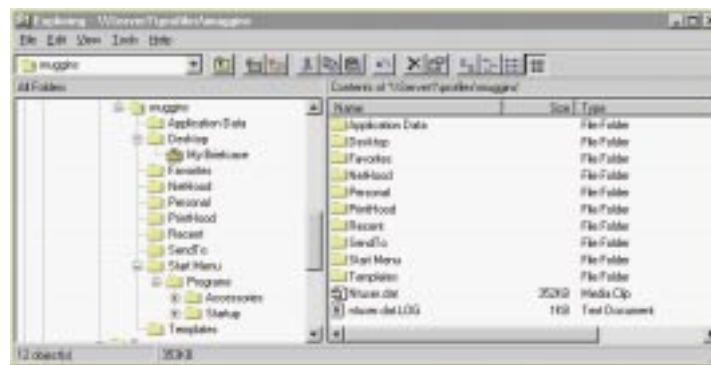 Exploring - \\Server1\profiles\muggins
File Edit View Tools Help
muggins
All Folders
Contents of '\\Server1\profiles\muggins'
muggins
Application Data
Desktop
My Briefcase
Favorites
NetHood
Personal
PrintHood
Recent
SendTo
Start Menu
Programs
Accessories
Startup
Templates
Name Size Type
Application Data File Folder
Desktop File Folder
Favorites File Folder
NetHood File Folder
Personal File Folder
PrintHood File Folder
Recent File Folder
SendTo File Folder
Start Menu File Folder
Templates File Folder
Ntuser.dat 352KB Media Clip
ntuser.dat.LOG 1KB Text Document
12 object(s) 353KB